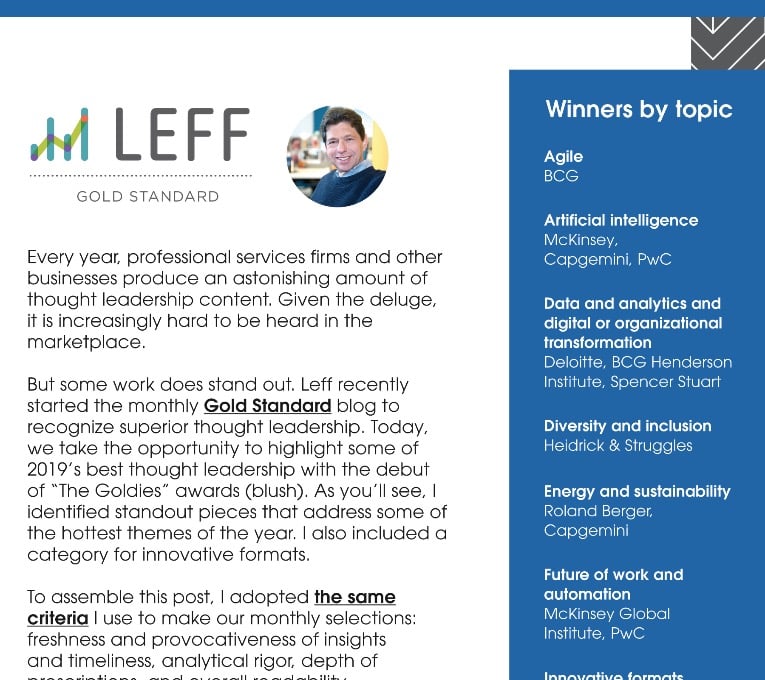 LEFF
GOLD STANDARD
Every year, professional services firms and other
businesses produce an astonishing amount of
thought leadership content. Given the deluge,
it is increasingly hard to be heard in the
marketplace.
But some work does stand out. Leff recently
started the monthly Gold Standard blog to
recognize superior thought leadership. Today,
we take the opportunity to highlight some of
2019’s best thought leadership with the debut
of “The Goldies” awards (blush). As you’ll see, I
identified standout pieces that address some of
the hottest themes of the year. I also included a
category for innovative formats.
To assemble this post, I adopted the same
criteria I use to make our monthly selections:
freshness and provocativeness of insights
and timeliness, analytical rigor, depth of
prescriptions, and overall readability.
Winners by topic
Agile
BCG
Artificial intelligence
McKinsey,
Capgemini, PwC
Data and analytics and
digital or organizational
transformation
Deloitte, BCG Henderson
Institute, Spencer Stuart
Diversity and inclusion
Heidrick & Struggles
Energy and sustainability
Roland Berger,
Capgemini
Future of work and
automation
McKinsey Global
Institute, PwC
Innovative formats